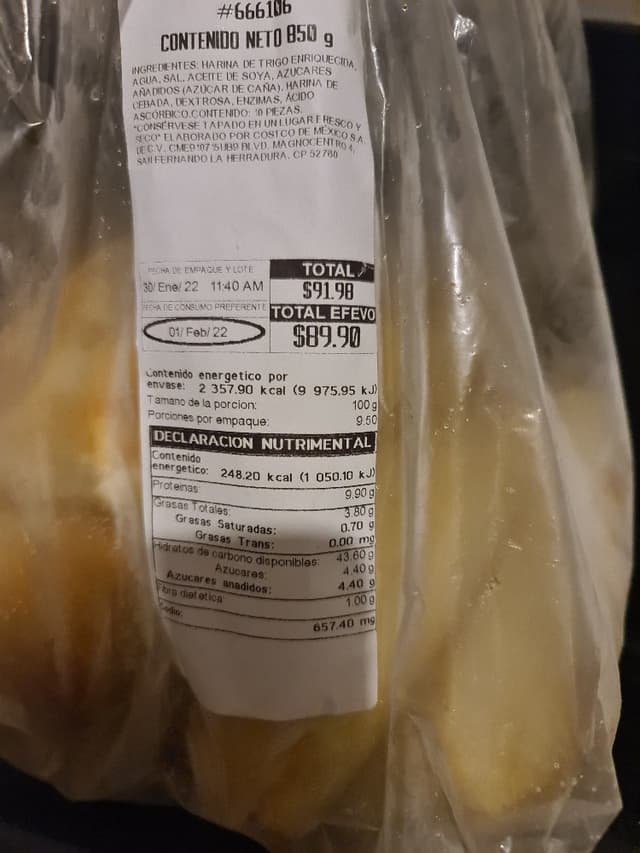 #666106
CONTENIDO NETO 850 g
INGREDIENTES: HARINA DE TRIGO ENRIQUECIDA,
AGUA, SAL, ACEITE DE SOYA, AZUCARES
AÑADIDOS (AZÚCAR DE CAÑA), HARINA DE
CEBADA, DEXTROSA, ENZIMAS, ÁCIDO
ASCÓRBICO.CONTENIDO: 10 PIEZAS.
"CONSÉRVESE TAPADO EN UN LUGAR FRESCO Y
SECO" ELABORADO POR COSTCO DE MÉXICO S.A.
DE C.V. BLVD. MAGNOCENTRO 4,
SAN FERNANDO LA HERRADURA. CP 52760
FECHA DE EMPAQUE Y LOTE
30/ Ene/ 22 11:40 AM
TOTAL
$91.98
FECHA DE CONSUMO PREFERENTE
01/ Feb/ 22
TOTAL EFEVO
$89.90
Contenido energetico por
envase: 2 357.90 kcal (9 975.95 kJ)
Tamano de la porcion: 100 g
Porciones por empaque: 9.50
DECLARACION NUTRIMENTAL
Contenido
energetico: 248.20 kcal (1 050.10 kJ)
Proteinas: 9.90 g
Grasas Totales: 3.80 g
Grasas Saturadas: 0.70 g
Grasas Trans: 0.00 mg
Hidratos de carbono disponibles: 43.60 g
Azucares: 4.40 g
Azucares anadidos: 4.40 g
Fibra dietetica: 1.00 g
Sodio: 657.40 mg